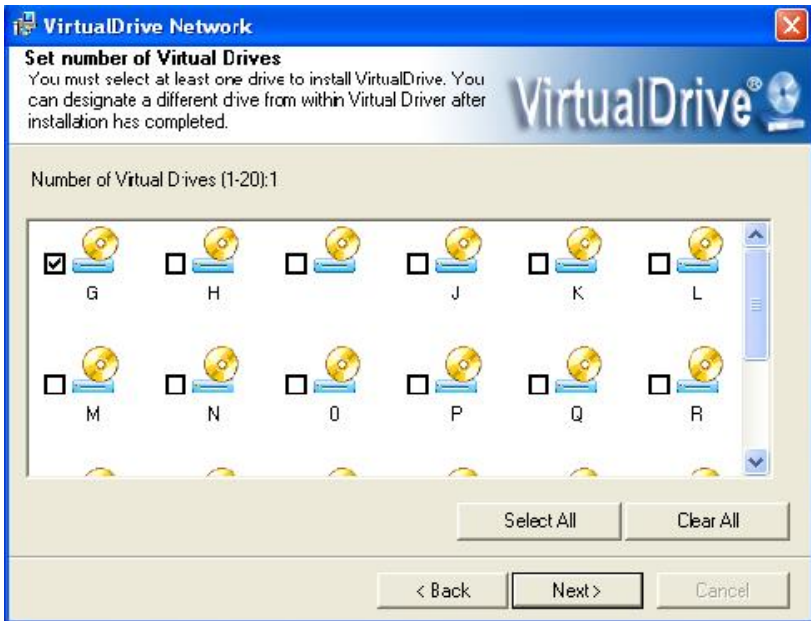 VirtualDrive Network
Set number of Virtual Drives
You must select at least one drive to install VirtualDrive. You
can designate a different drive from within Virtual Driver after
installation has completed.
VirtualDrive®
Number of Virtual Drives (1-20):1
G H J K L
M N O P Q R
Select All Clear All
< Back Next > Cancel